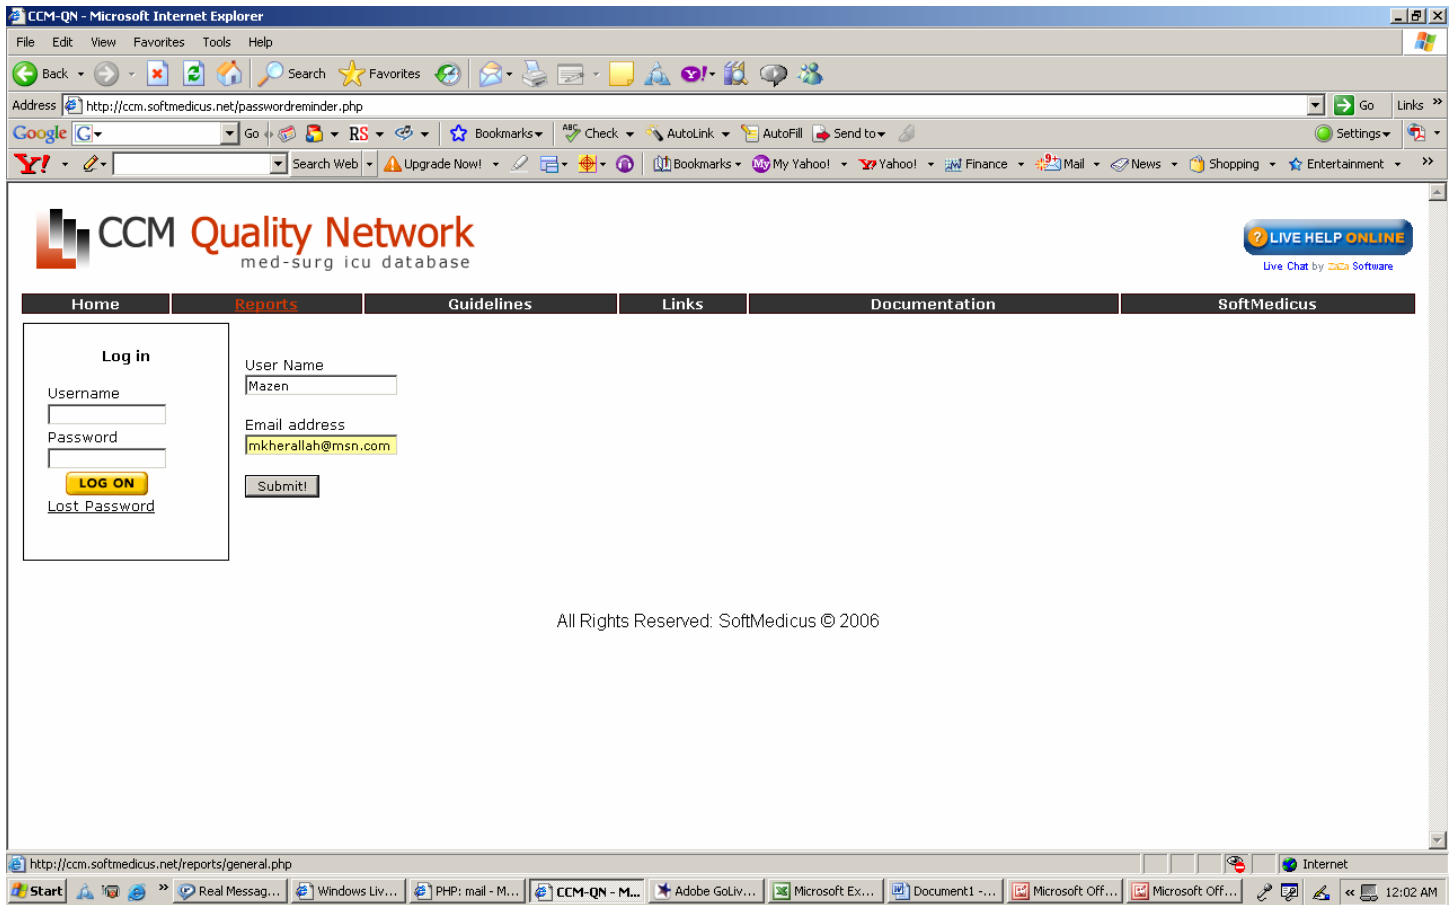 CCM-QN - Microsoft Internet Explorer
File Edit View Favorites Tools Help
Back Search Favorites
Address http://ccm.softmedicus.net/passwordreminder.php Go Links »
Google G Go RS Bookmarks Check AutoLink AutoFill Send to Settings
Y! Search Web Upgrade Now! Bookmarks My Yahoo! Yahoo! Finance Mail News Shopping Entertainment »
CCM Quality Network
med-surg icu database
? LIVE HELP ONLINE
Live Chat by ZaZa Software
Home Reports Guidelines Links Documentation SoftMedicus
Log in
Username
Password
LOG ON
Lost Password
User Name
Mazen
Email address
mkherallah@msn.com
Submit!
All Rights Reserved: SoftMedicus © 2006
http://ccm.softmedicus.net/reports/general.php Internet
Start » Real Messag... Windows Liv... PHP: mail - M... CCM-QN - M... Adobe GoLiv... Microsoft Ex... Document1 -... Microsoft Off... Microsoft Off... « 12:02 AM